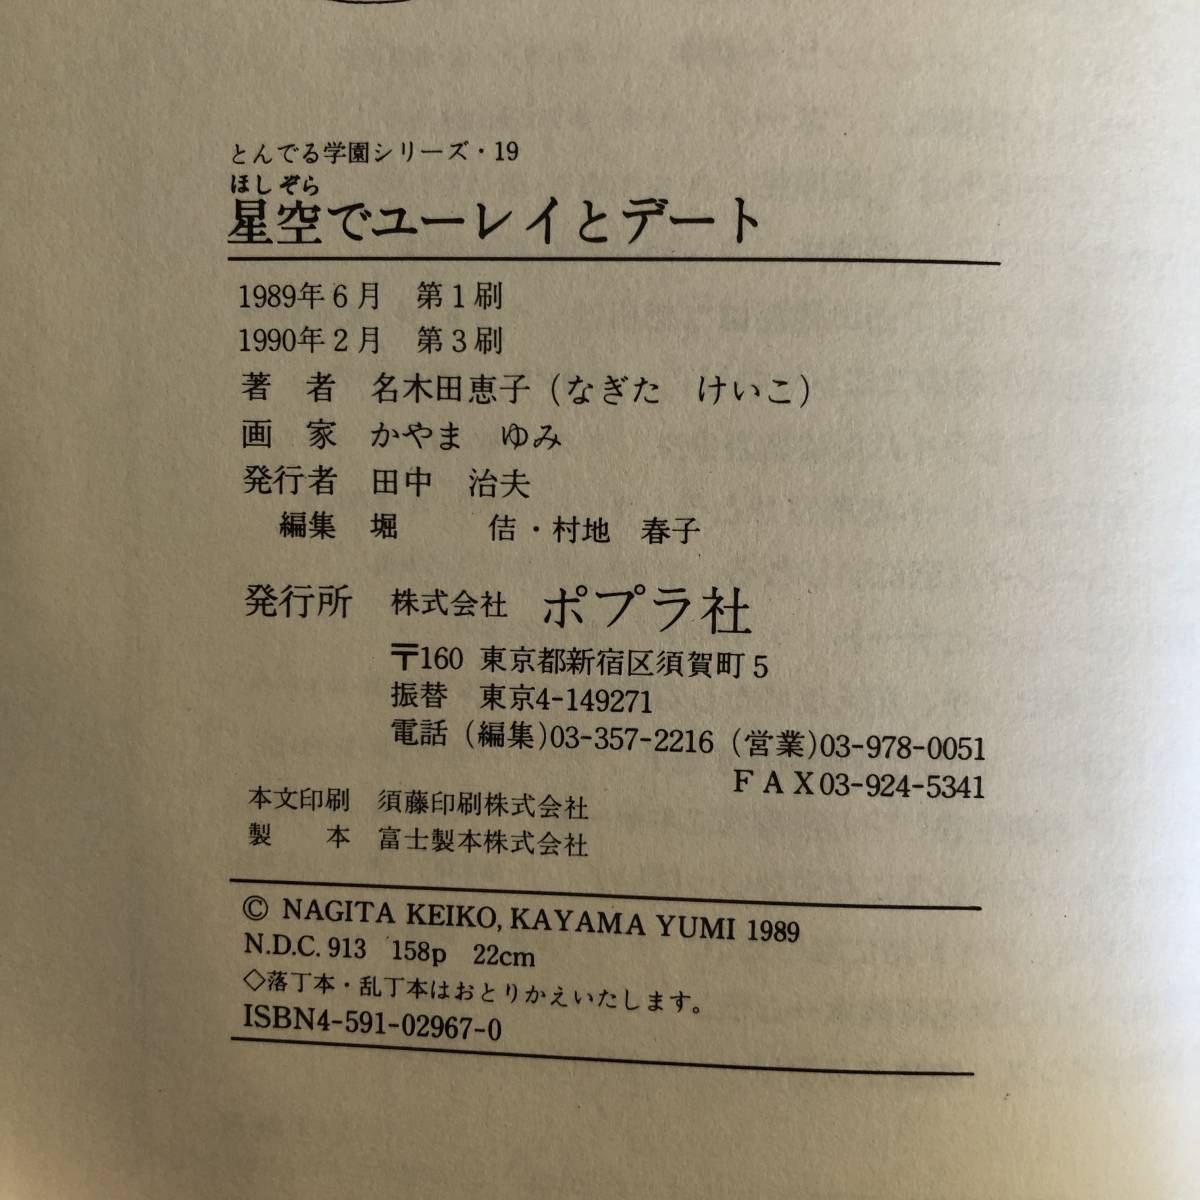 とんでる学園シリーズ・19
ほしぞら
星空でユーレイとデート
1989年6月　第1刷
1990年2月　第3刷
著　者　名木田恵子（なぎた　けいこ）
画　家　かやま　ゆみ
発行者　田中　治夫
編集　堀　　佶・村地　春子
発行所　株式会社　ポプラ社
〒160　東京都新宿区須賀町5
振替　東京4-149271
電話（編集）03-357-2216（営業）03-978-0051
ＦＡＸ03-924-5341
本文印刷　須藤印刷株式会社
製　本　富士製本株式会社
© NAGITA KEIKO, KAYAMA YUMI 1989
N.D.C. 913　158p　22cm
◇落丁本・乱丁本はおとりかえいたします。
ISBN4-591-02967-0